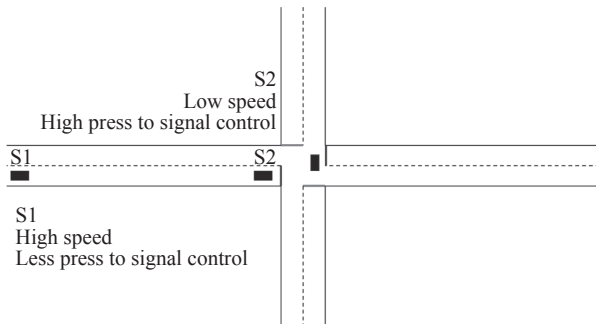 S2
Low speed
High press to signal control
S1
S2
S1
High speed
Less press to signal control